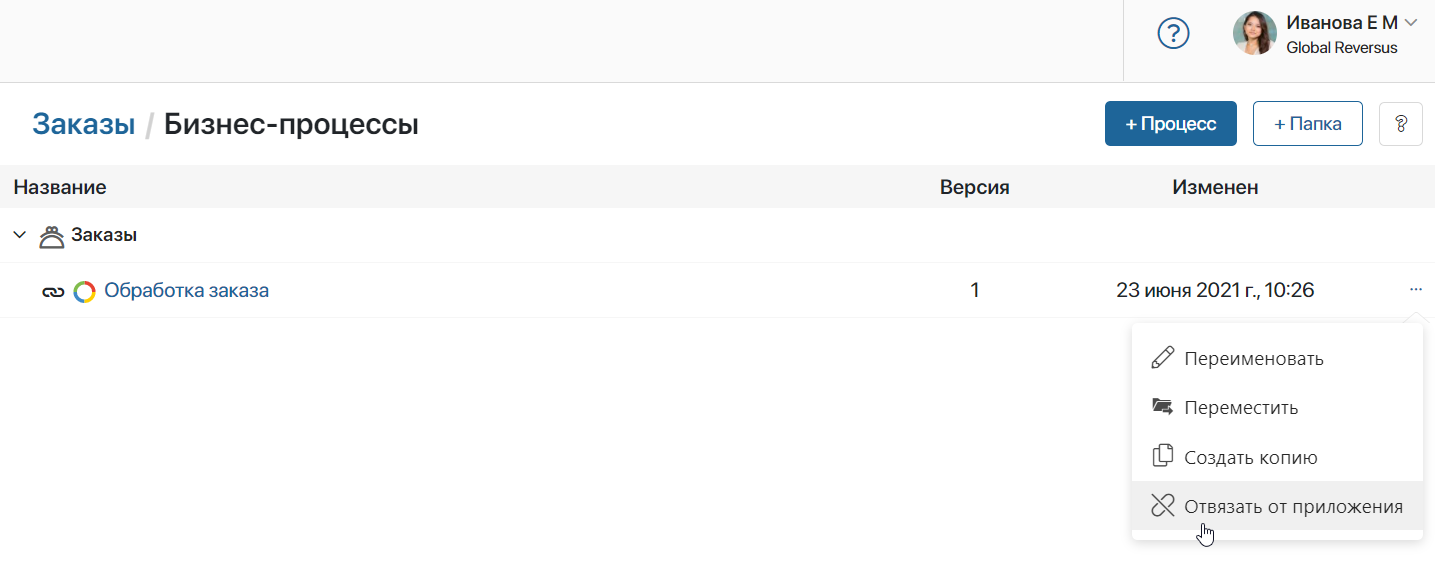 Иванова Е М
Global Reversus
Заказы / Бизнес-процессы
+ Процесс
+ Папка
?
Название Версия Изменен
Заказы
Обработка заказа 1 23 июня 2021 г., 10:26 ...
Переименовать
Переместить
Создать копию
Отвязать от приложения